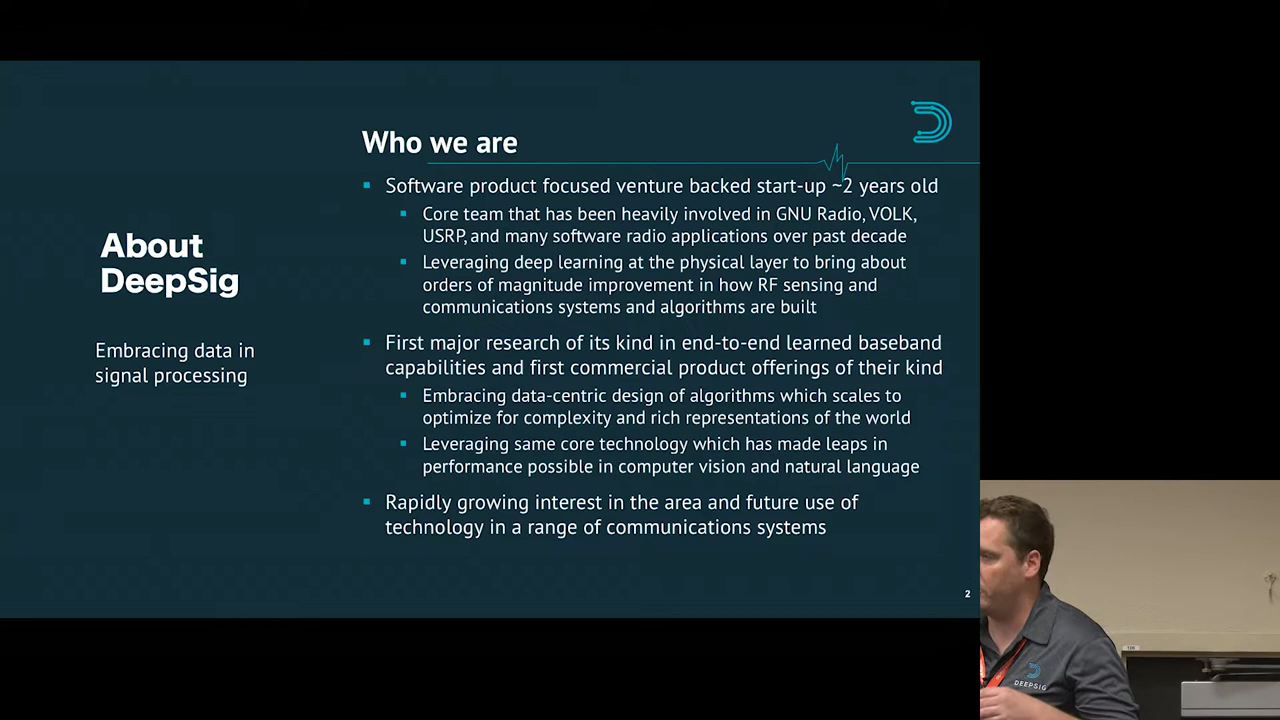 Who we are
About
DeepSig
Embracing data in
signal processing
Software product focused venture backed start-up ~2 years old
Core team that has been heavily involved in GNU Radio, VOLK,
USRP, and many software radio applications over past decade
Leveraging deep learning at the physical layer to bring about
orders of magnitude improvement in how RF sensing and
communications systems and algorithms are built
First major research of its kind in end-to-end learned baseband
capabilities and first commercial product offerings of their kind
Embracing data-centric design of algorithms which scales to
optimize for complexity and rich representations of the world
Leveraging same core technology which has made leaps in
performance possible in computer vision and natural language
Rapidly growing interest in the area and future use of
technology in a range of communications systems
2
DEEPSIG